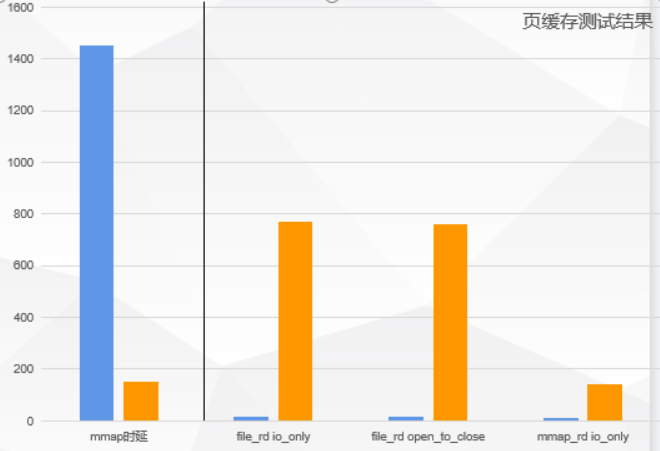 页缓存测试结果
1600
1400
1200
1000
800
600
400
200
0
mmap时延
file_rd io_only
file_rd open_to_close
mmap_rd io_only